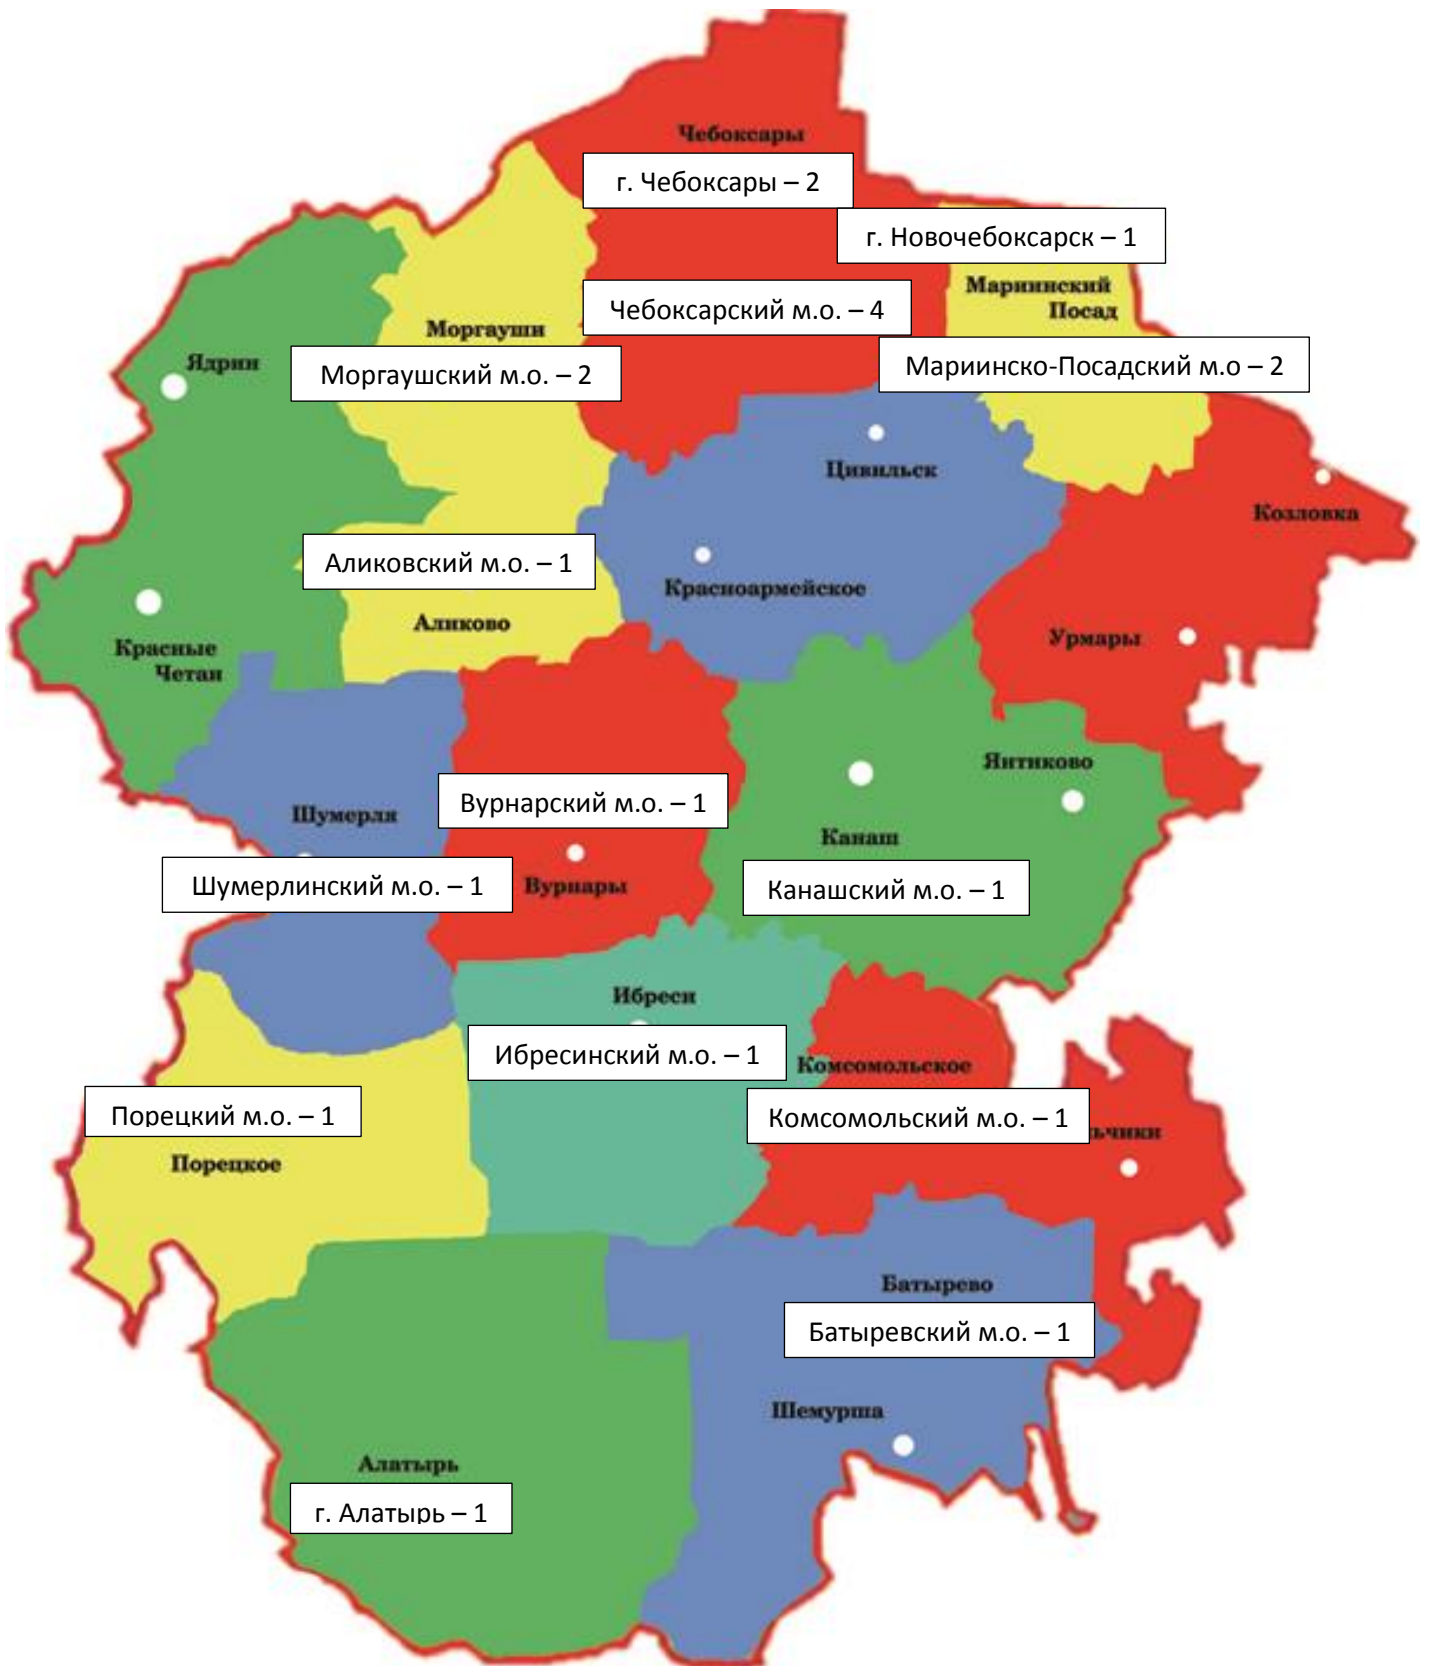 Чебоксары
г. Чебоксары – 2
г. Новочебоксарск – 1
Мариинский
Посад
Чебоксарский м.о. – 4
Моргауши
Ядрин
Моргаушский м.о. – 2
Мариинско-Посадский м.о – 2
Цивильск
Козловка
Аликовский м.о. – 1
Красноармейское
Аликово
Урмары
Красные
Четаи
Янтиково
Вурнарский м.о. – 1
Шумерля
Канаш
Шумерлинский м.о. – 1
Вурнары
Канашский м.о. – 1
Ибреси
Ибресинский м.о. – 1
Комсомольское
Порецкий м.о. – 1
Комсомольский м.о. – 1
ьчики
Порецкое
Батырево
Батыревский м.о. – 1
Шемурша
Алатырь
г. Алатырь – 1